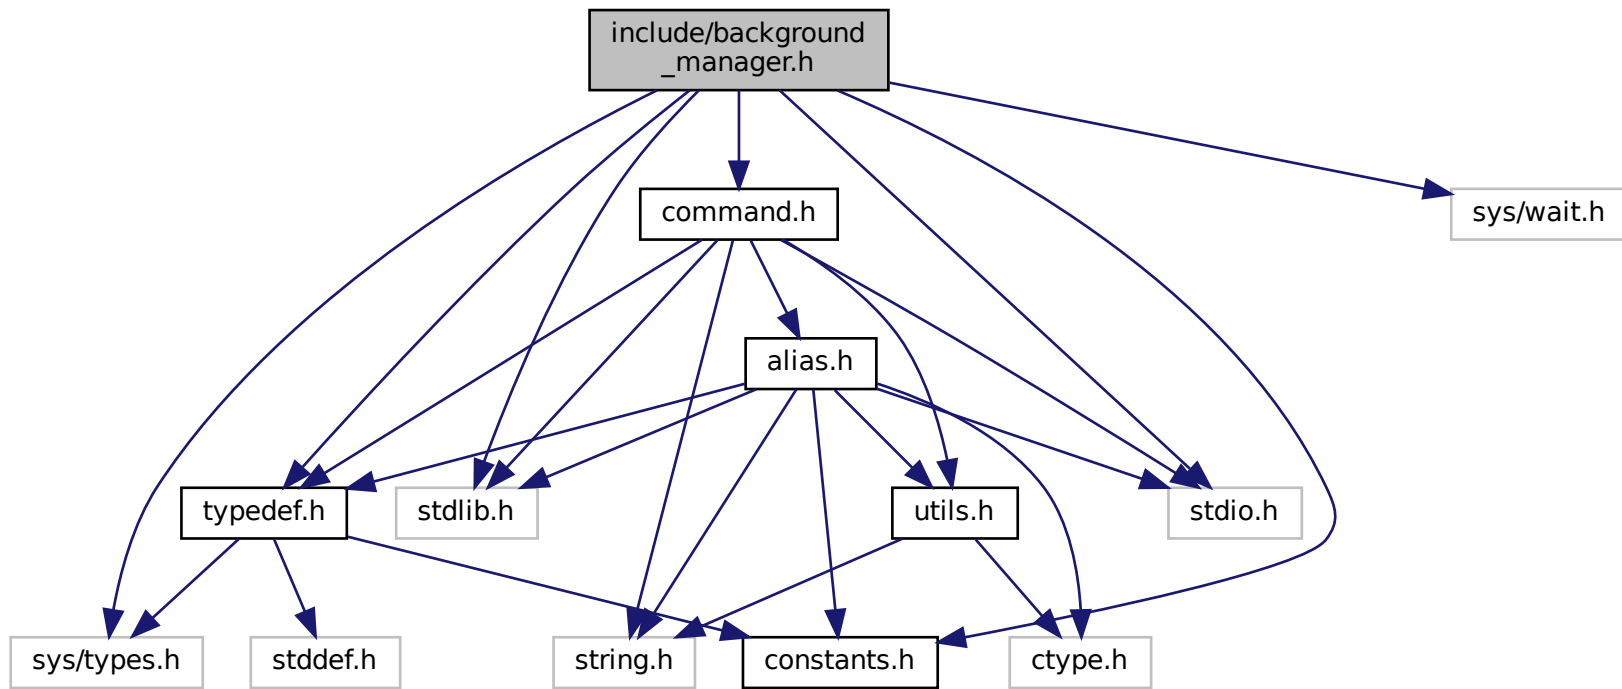 include/background
_manager.h
command.h
sys/wait.h
alias.h
typedef.h
stdlib.h
utils.h
stdio.h
sys/types.h
stddef.h
string.h
constants.h
ctype.h